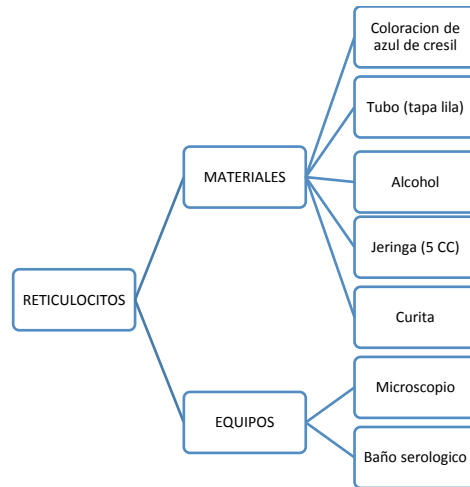 RETICULOCITOS
MATERIALES
Coloracion de
azul de cresil
Tubo (tapa lila)
Alcohol
Jeringa (5 CC)
Curita
EQUIPOS
Microscopio
Baño serologico